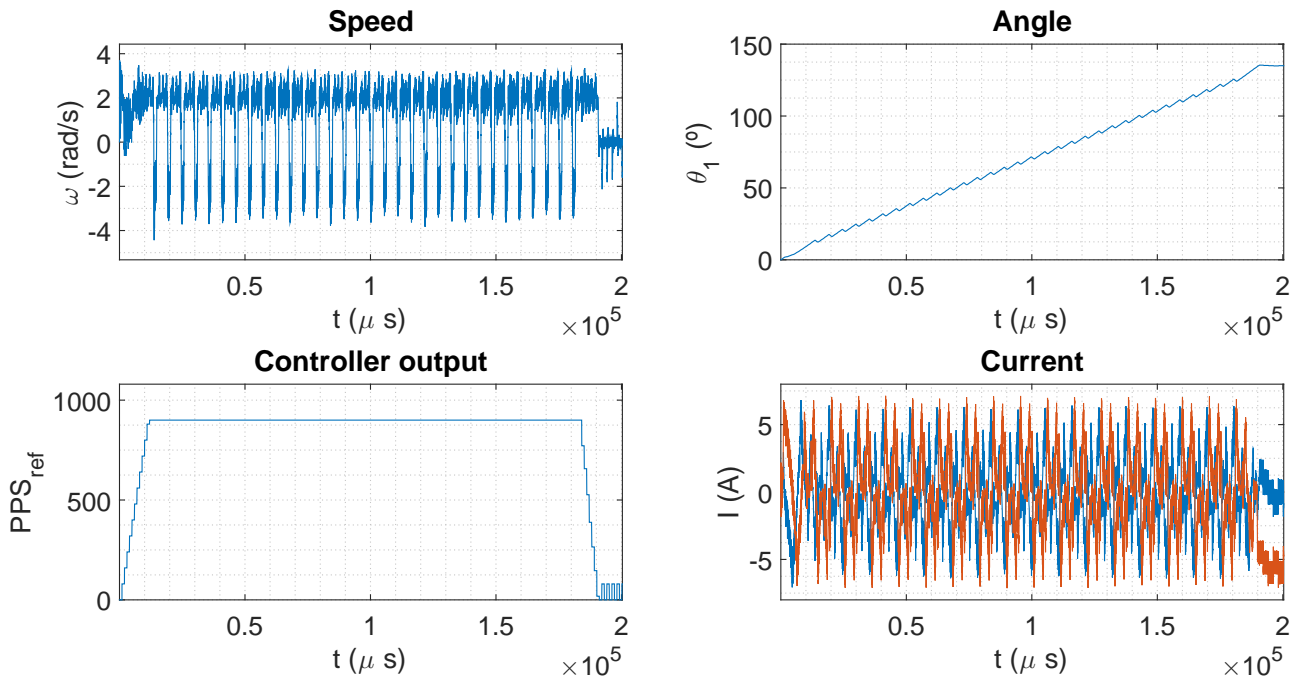 Speed
4
2
0
-2
-4
ω (rad/s)
0.5
1
1.5
2
t (μ s)
×10^5
Angle
150
100
50
0
θ_1 (º)
0.5
1
1.5
2
t (μ s)
×10^5
Controller output
1000
500
0
PPS_ref
0.5
1
1.5
2
t (μ s)
×10^5
Current
5
0
-5
I (A)
0.5
1
1.5
2
t (μ s)
×10^5